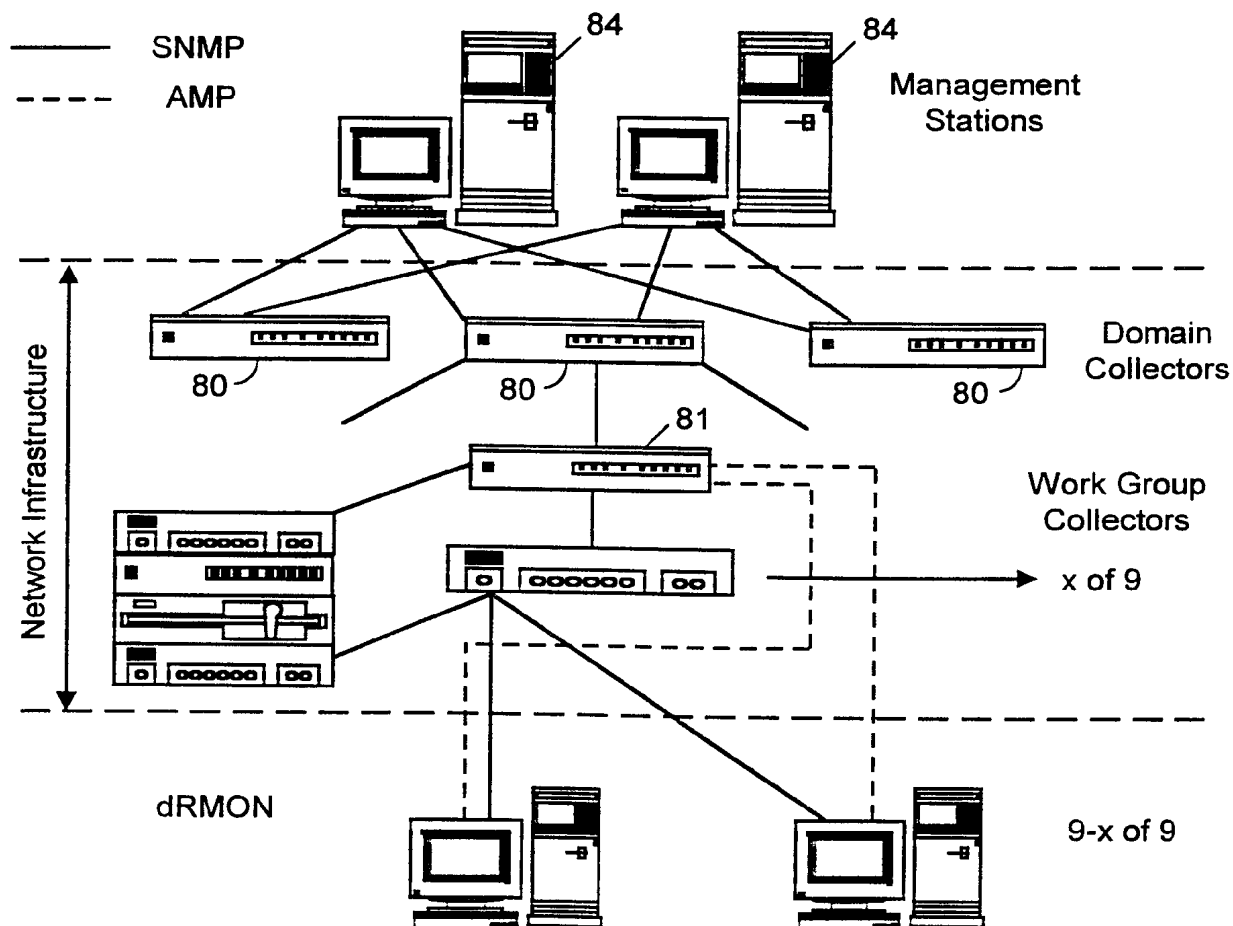 SNMP
AMP
84
84
Management
Stations
Network Infrastructure
80
80
80
Domain
Collectors
81
Work Group
Collectors
x of 9
dRMON
9-x of 9